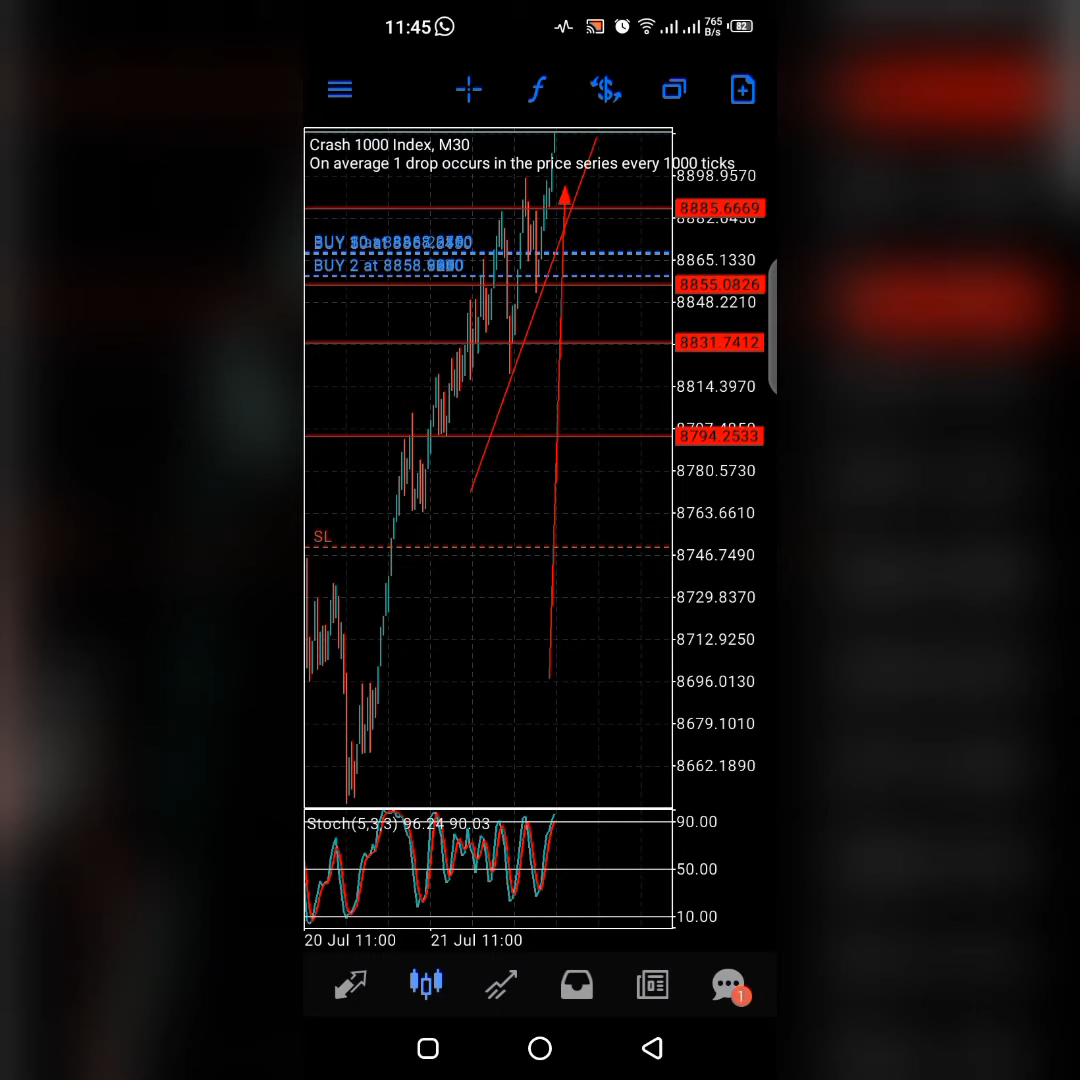 11:45
765 B/s
82
Crash 1000 Index, M30
On average 1 drop occurs in the price series every 1000 ticks
8898.9570
8885.6669
BUY
8865.1330
BUY 2 at 8858.
8855.0826
8848.2210
8831.7412
8814.3970
8794.2533
8780.5730
8763.6610
SL
8746.7490
8729.8370
8712.9250
8696.0130
8679.1010
8662.1890
Stoch(5,3,3) 96.24 90.03
90.00
50.00
10.00
20 Jul 11:00
21 Jul 11:00
1